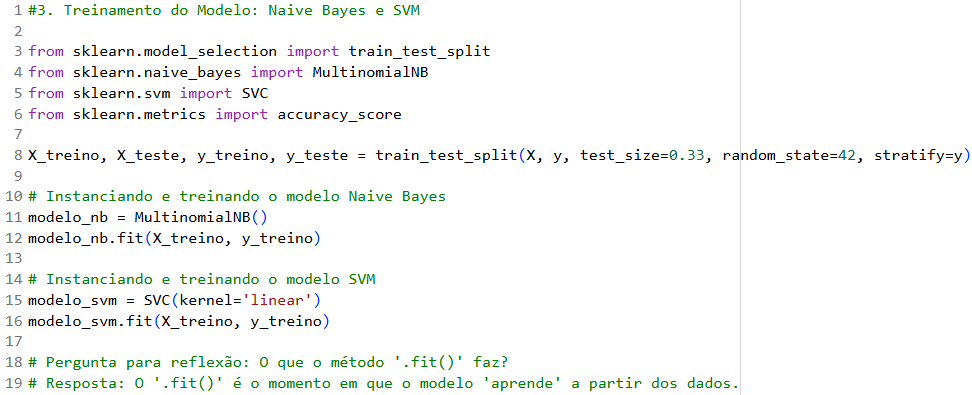 1 #3. Treinamento do Modelo: Naive Bayes e SVM
2
3 from sklearn.model_selection import train_test_split
4 from sklearn.naive_bayes import MultinomialNB
5 from sklearn.svm import SVC
6 from sklearn.metrics import accuracy_score
7
8 X_treino, X_teste, y_treino, y_teste = train_test_split(X, y, test_size=0.33, random_state=42, stratify=y)
9
10 # Instanciando e treinando o modelo Naive Bayes
11 modelo_nb = MultinomialNB()
12 modelo_nb.fit(X_treino, y_treino)
13
14 # Instanciando e treinando o modelo SVM
15 modelo_svm = SVC(kernel='linear')
16 modelo_svm.fit(X_treino, y_treino)
17
18 # Pergunta para reflexão: O que o método '.fit()' faz?
19 # Resposta: O '.fit()' é o momento em que o modelo 'aprende' a partir dos dados.